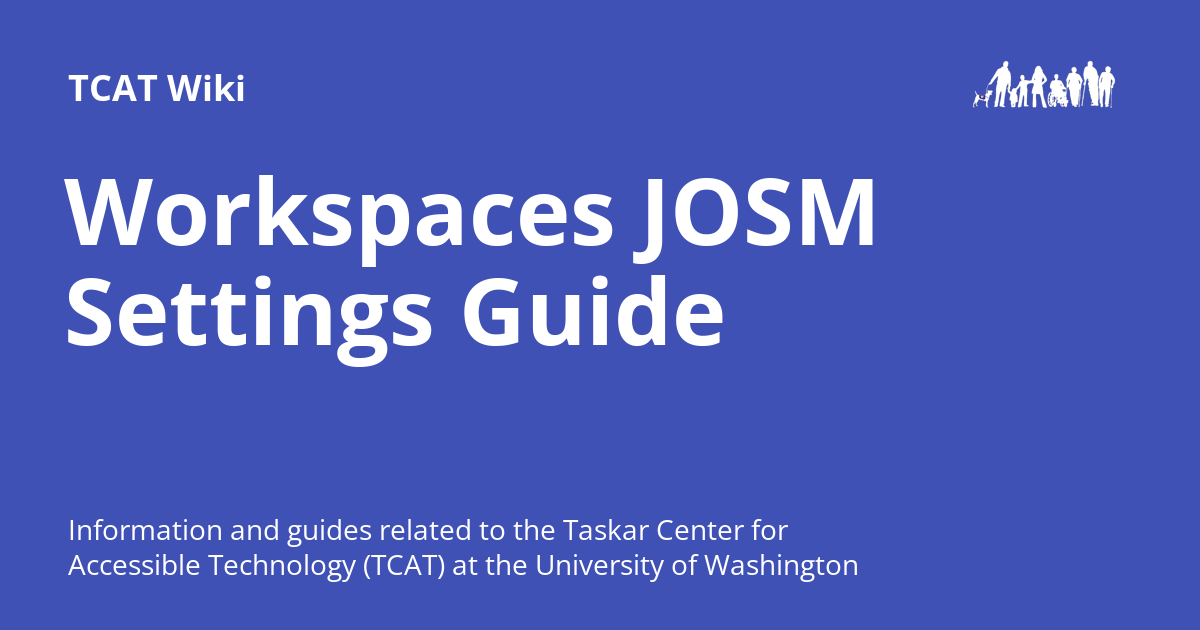 TCAT Wiki
Workspaces JOSM
Settings Guide
Information and guides related to the Taskar Center for
Accessible Technology (TCAT) at the University of Washington